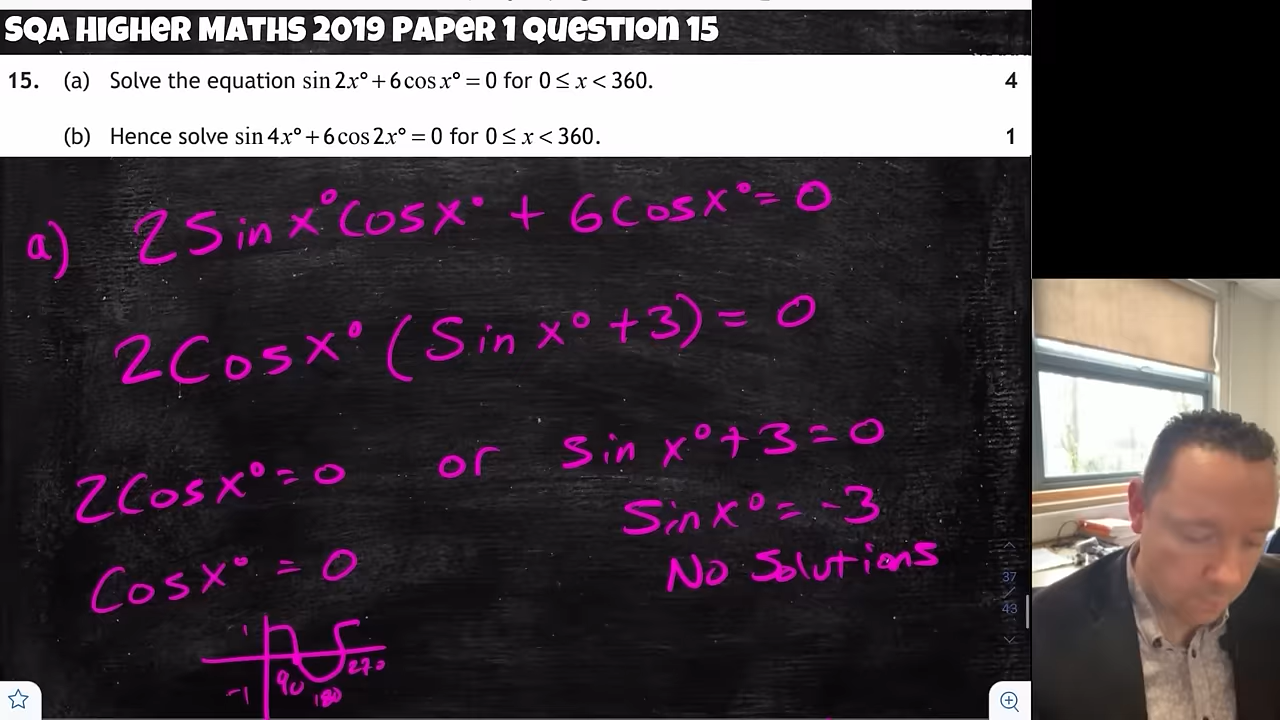 SQA HIGHER MATHS 2019 PAPER 1 QUESTION 15
15. (a) Solve the equation sin 2x° + 6 cos x° = 0 for 0 ≤ x < 360. 4
(b) Hence solve sin 4x° + 6 cos 2x° = 0 for 0 ≤ x < 360. 1
a) 2 Sin x° Cos x° + 6 Cos x° = 0
2 Cos x° (Sin x° + 3) = 0
2 Cos x° = 0 or Sin x° + 3 = 0
Sin x° = -3
Cos x° = 0
No Solutions
1
90
270
-1
180
37
/
43